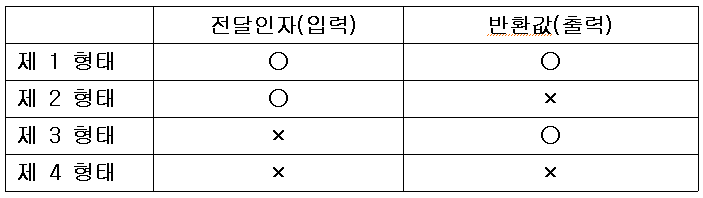 전달인자(입력) 반환값(출력)
제 1 형태 ○ ○
제 2 형태 ○ ×
제 3 형태 × ○
제 4 형태 × ×